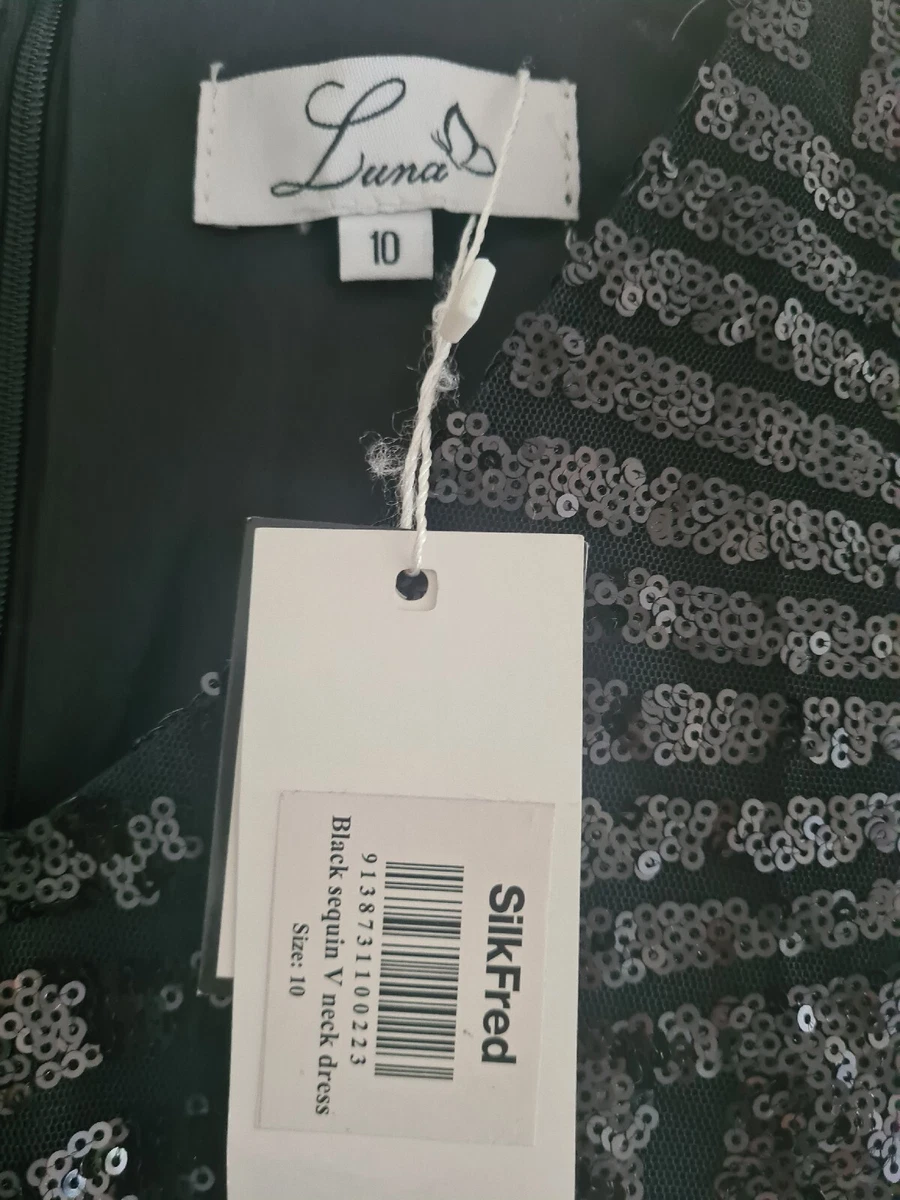 Luna
10
SilkFred
9138731100223
Black sequin V neck dress
Size: 10